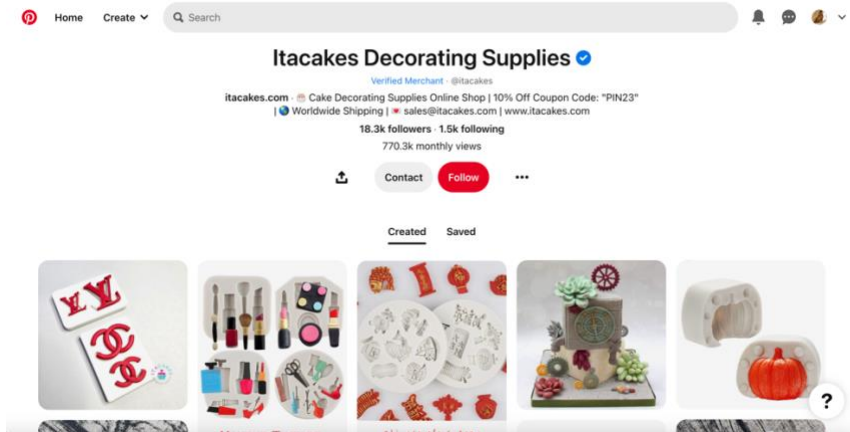 Home Create Search
Itacakes Decorating Supplies
Verified Merchant · @itacakes
itacakes.com · 🎂 Cake Decorating Supplies Online Shop | 10% Off Coupon Code: "PIN23"
| 🌎 Worldwide Shipping | 💌 sales@itacakes.com | www.itacakes.com
18.3k followers · 1.5k following
770.3k monthly views
Contact Follow
Created Saved
?